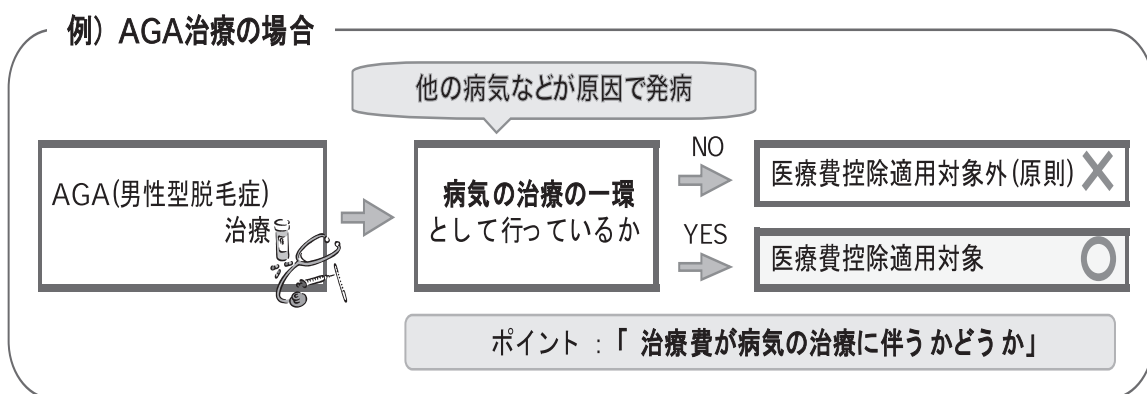 例）AGA治療の場合
他の病気などが原因で発病
AGA(男性型脱毛症)
治療
病気の治療の一環
として行っているか
NO
医療費控除適用対象外(原則)
YES
医療費控除適用対象
ポイント：「治療費が病気の治療に伴うかどうか」